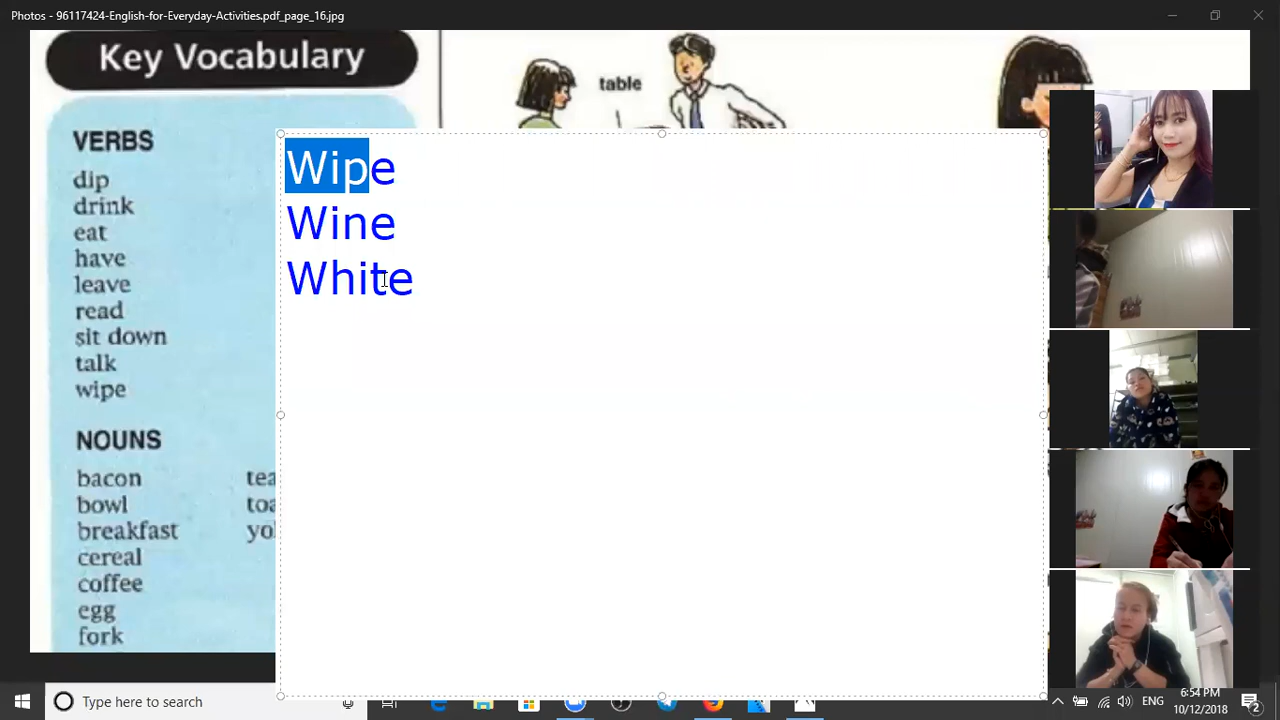 Photos - 96117424-English-for-Everyday-Activities.pdf_page_16.jpg
Key Vocabulary
VERBS
dip
drink
eat
have
leave
read
sit down
talk
wipe
NOUNS
bacon
bowl
breakfast
cereal
coffee
egg
fork
table
Wipe
Wine
White
Type here to search
ENG
6:54 PM
10/12/2018
2